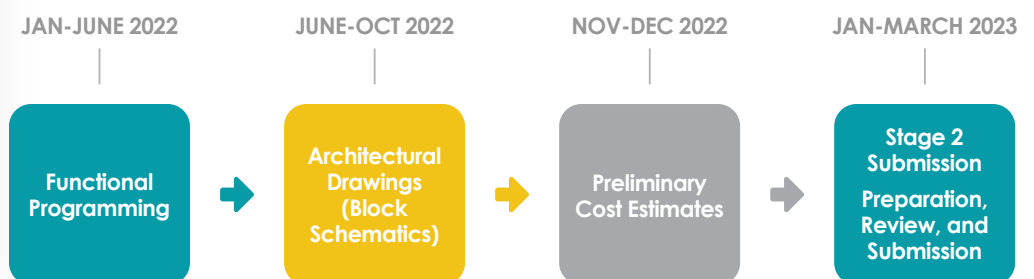 JAN-JUNE 2022
JUNE-OCT 2022
NOV-DEC 2022
JAN-MARCH 2023
Functional
Programming
Architectural
Drawings
(Block
Schematics)
Preliminary
Cost Estimates
Stage 2
Submission
Preparation,
Review, and
Submission